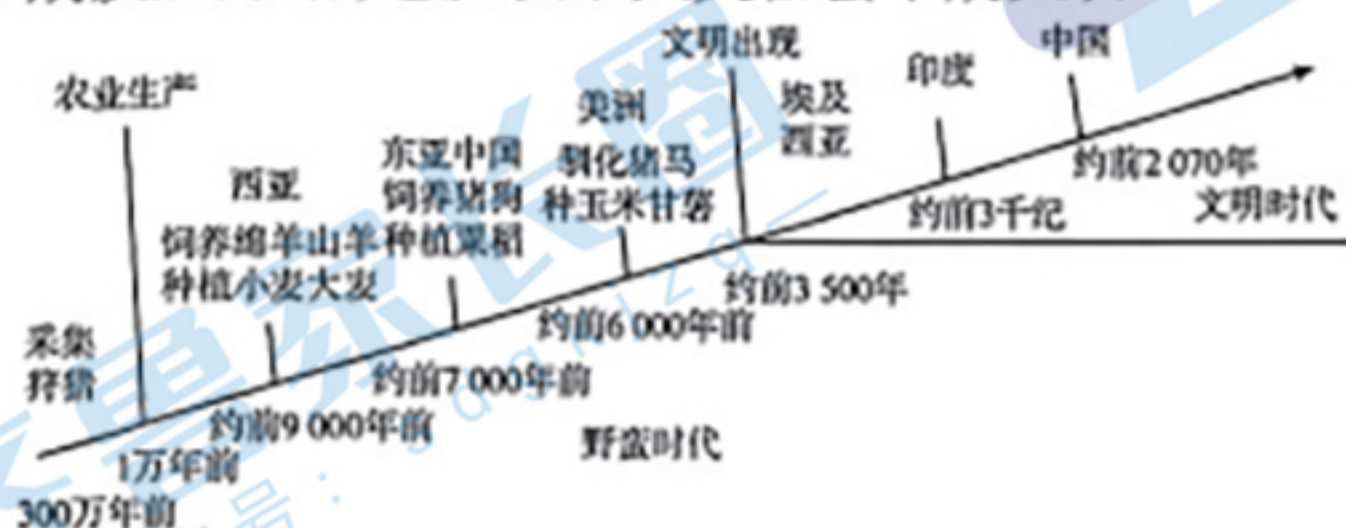 文明出现
中国
印度
农业生产
美洲
埃及
西亚
东亚中国
驯化猪马
约前2 070年
西亚
饲养猪狗
种玉米甘薯
约前3千纪
文明时代
饲养绵羊山羊
种植粟稻
种植小麦大麦
约前3 500年
采集
狩猎
约前6 000年前
约前7 000年前
约前9 000年前
野蛮时代
1万年前
300万年前